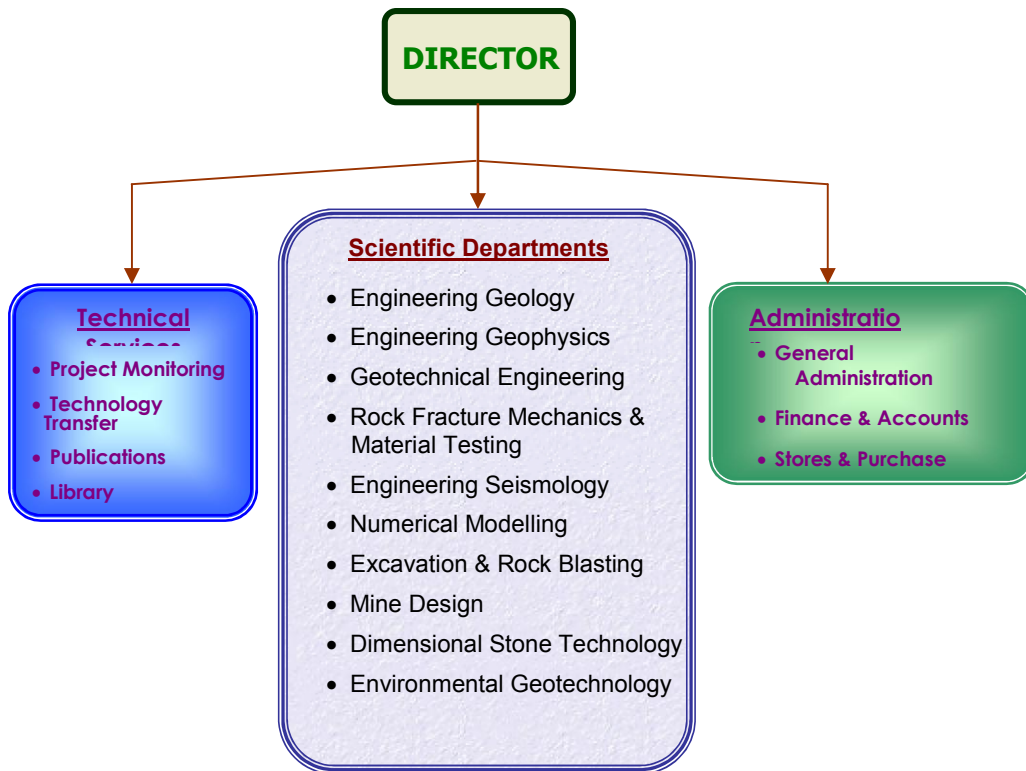 DIRECTOR
Technical
Services
• Project Monitoring
• Technology
Transfer
• Publications
• Library
Scientific Departments
• Engineering Geology
• Engineering Geophysics
• Geotechnical Engineering
• Rock Fracture Mechanics &
Material Testing
• Engineering Seismology
• Numerical Modelling
• Excavation & Rock Blasting
• Mine Design
• Dimensional Stone Technology
• Environmental Geotechnology
Administratio
n
• General
Administration
• Finance & Accounts
• Stores & Purchase